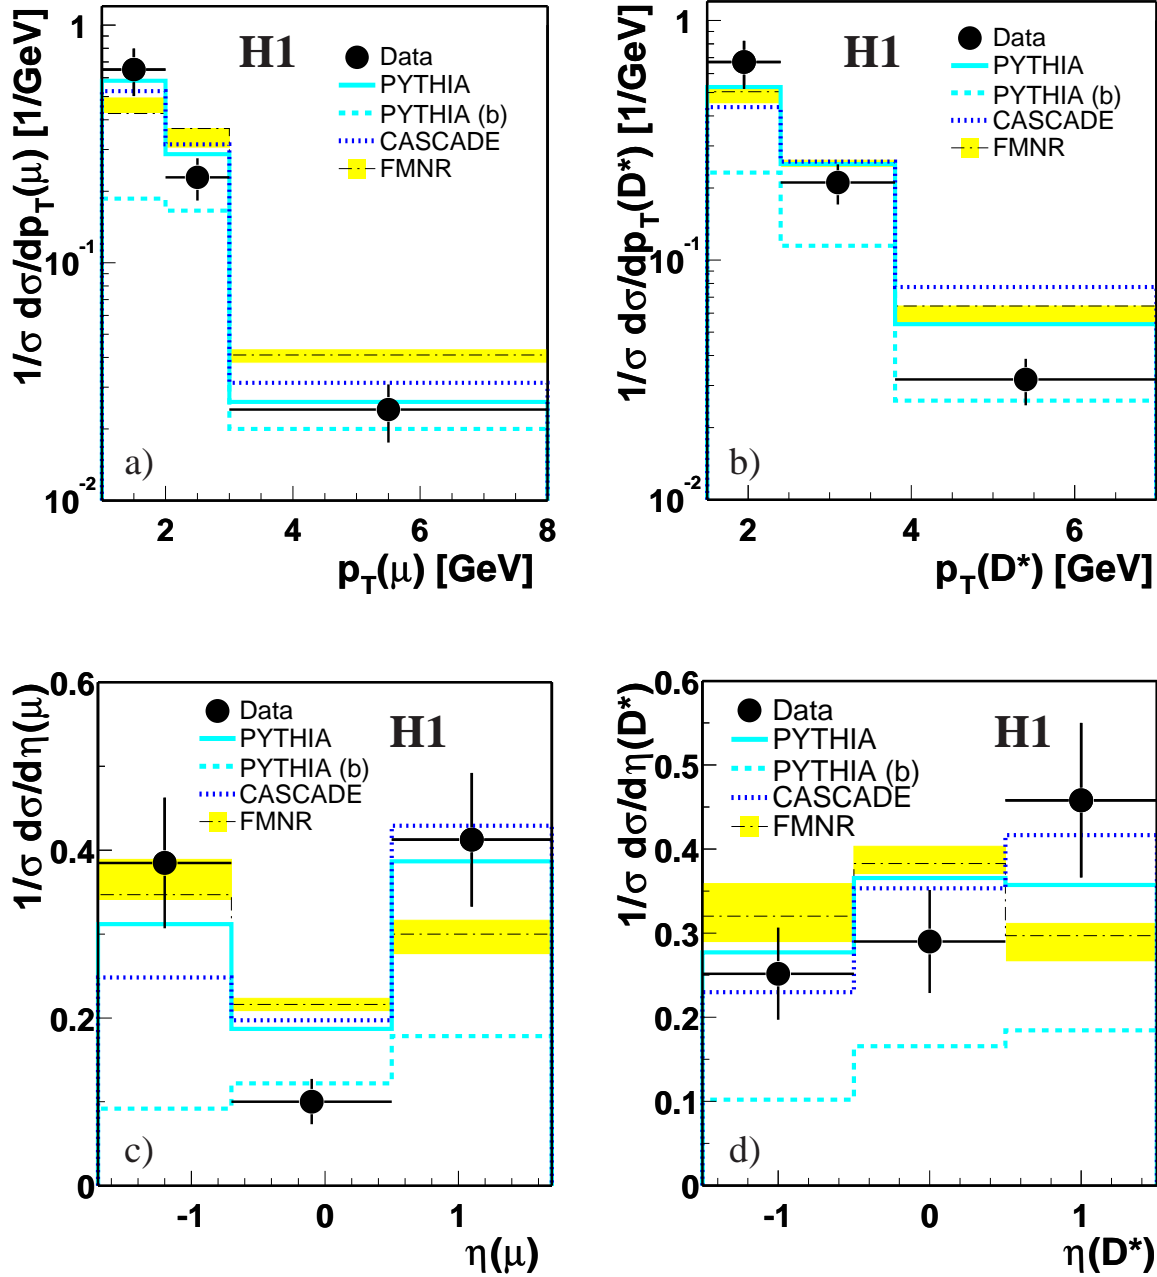 1/σ dσ/dp_T(μ) [1/GeV]
1
10^-1
10^-2
H1
Data
PYTHIA
PYTHIA (b)
CASCADE
FMNR
a)
2 4 6 8
p_T(μ) [GeV]
1/σ dσ/dp_T(D*) [1/GeV]
1
10^-1
10^-2
H1
Data
PYTHIA
PYTHIA (b)
CASCADE
FMNR
b)
2 4 6
p_T(D*) [GeV]
1/σ dσ/dη(μ)
0.6
0.4
0.2
0
Data
PYTHIA
PYTHIA (b)
CASCADE
FMNR
H1
c)
-1 0 1
η(μ)
1/σ dσ/dη(D*)
0.6
0.5
0.4
0.3
0.2
0.1
0
Data
PYTHIA
PYTHIA (b)
CASCADE
FMNR
H1
d)
-1 0 1
η(D*)